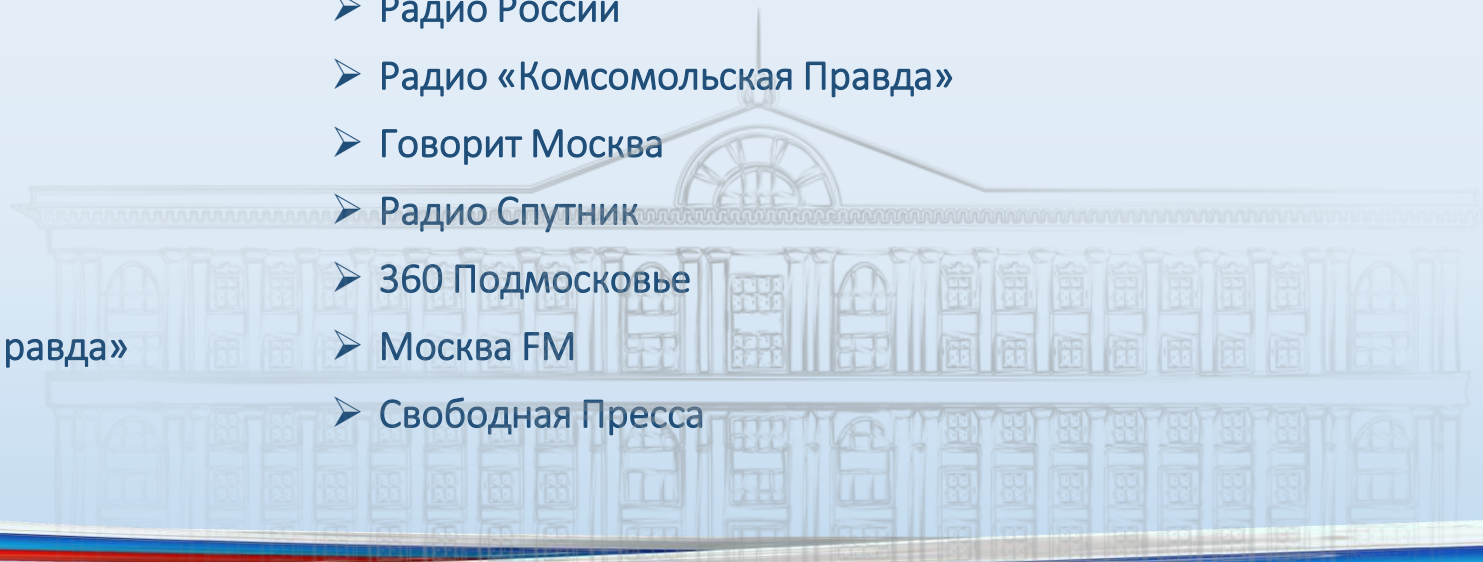 Радио России
Радио «Комсомольская Правда»
Говорит Москва
Радио Спутник
360 Подмосковье
равда»
Москва FM
Свободная Пресса